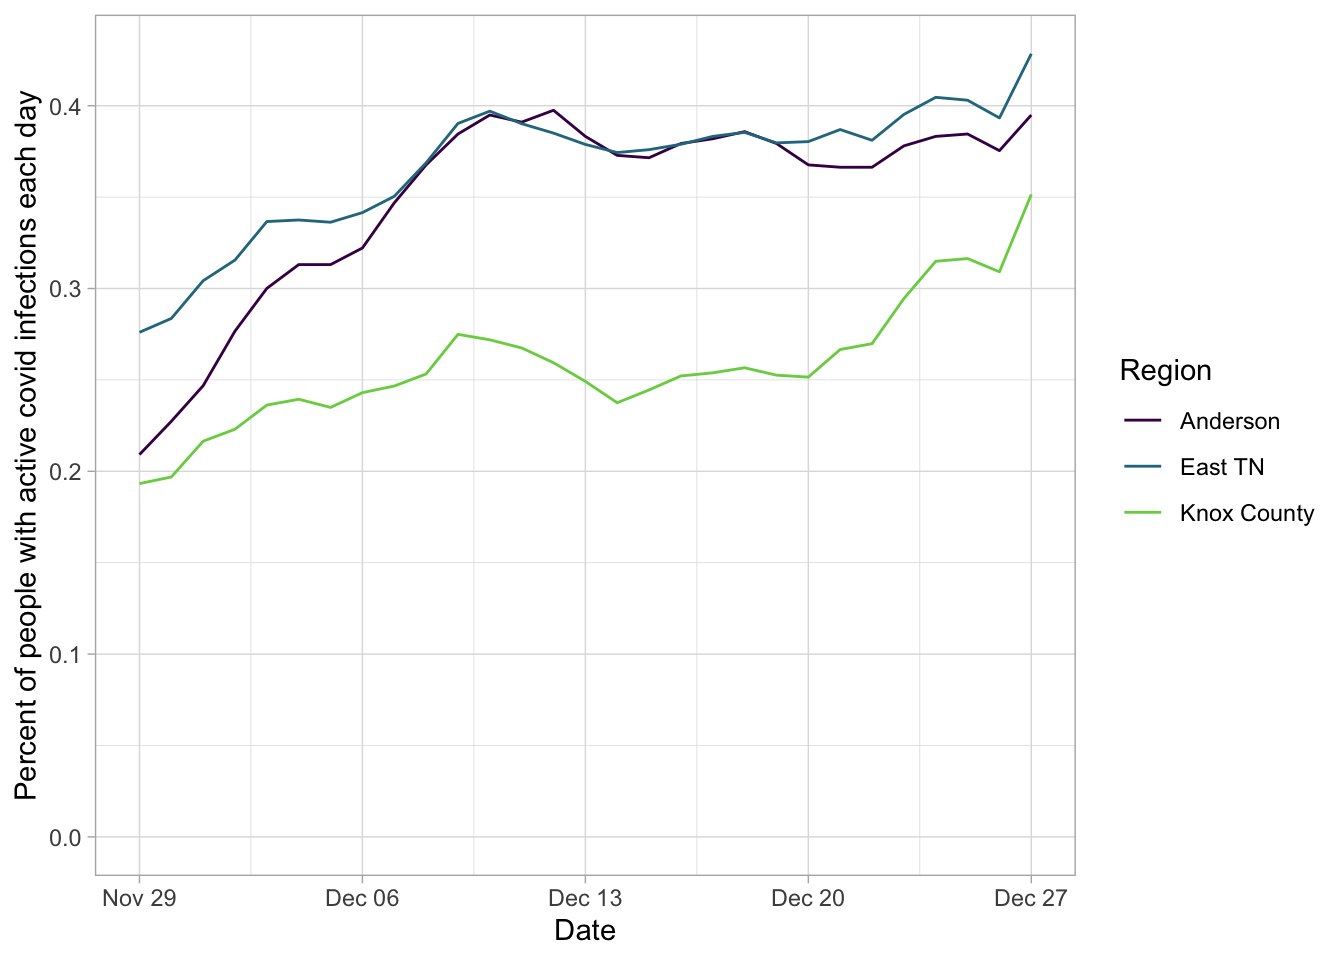 Percent of people with active covid infections each day
0.4
0.3
0.2
0.1
0.0
Nov 29
Dec 06
Dec 13
Dec 20
Dec 27
Date
Region
Anderson
East TN
Knox County